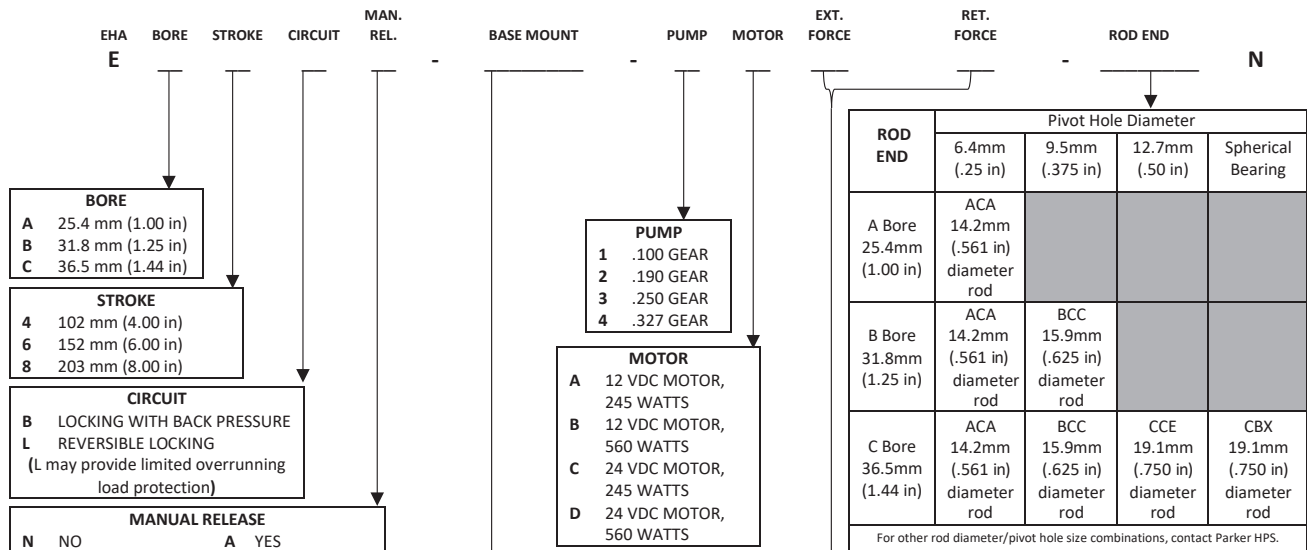 EHA BORE STROKE CIRCUIT MAN. REL. BASE MOUNT PUMP MOTOR EXT. FORCE RET. FORCE ROD END
E __ __ __ __ - ________ - __ __ ___ ___ - ________ N
BORE
A 25.4 mm (1.00 in)
B 31.8 mm (1.25 in)
C 36.5 mm (1.44 in)
STROKE
4 102 mm (4.00 in)
6 152 mm (6.00 in)
8 203 mm (8.00 in)
CIRCUIT
B LOCKING WITH BACK PRESSURE
L REVERSIBLE LOCKING
(L may provide limited overrunning
load protection)
MANUAL RELEASE
N NO A YES
PUMP
1 .100 GEAR
2 .190 GEAR
3 .250 GEAR
4 .327 GEAR
MOTOR
A 12 VDC MOTOR,
245 WATTS
B 12 VDC MOTOR,
560 WATTS
C 24 VDC MOTOR,
245 WATTS
D 24 VDC MOTOR,
560 WATTS
ROD
END
Pivot Hole Diameter
6.4mm
(.25 in)
9.5mm
(.375 in)
12.7mm
(.50 in)
Spherical
Bearing
A Bore
25.4mm
(1.00 in)
ACA
14.2mm
(.561 in)
diameter
rod
B Bore
31.8mm
(1.25 in)
ACA
14.2mm
(.561 in)
diameter
rod
BCC
15.9mm
(.625 in)
diameter
rod
C Bore
36.5mm
(1.44 in)
ACA
14.2mm
(.561 in)
diameter
rod
BCC
15.9mm
(.625 in)
diameter
rod
CCE
19.1mm
(.750 in)
diameter
rod
CBX
19.1mm
(.750 in)
diameter
rod
For other rod diameter/pivot hole size combinations, contact Parker HPS.